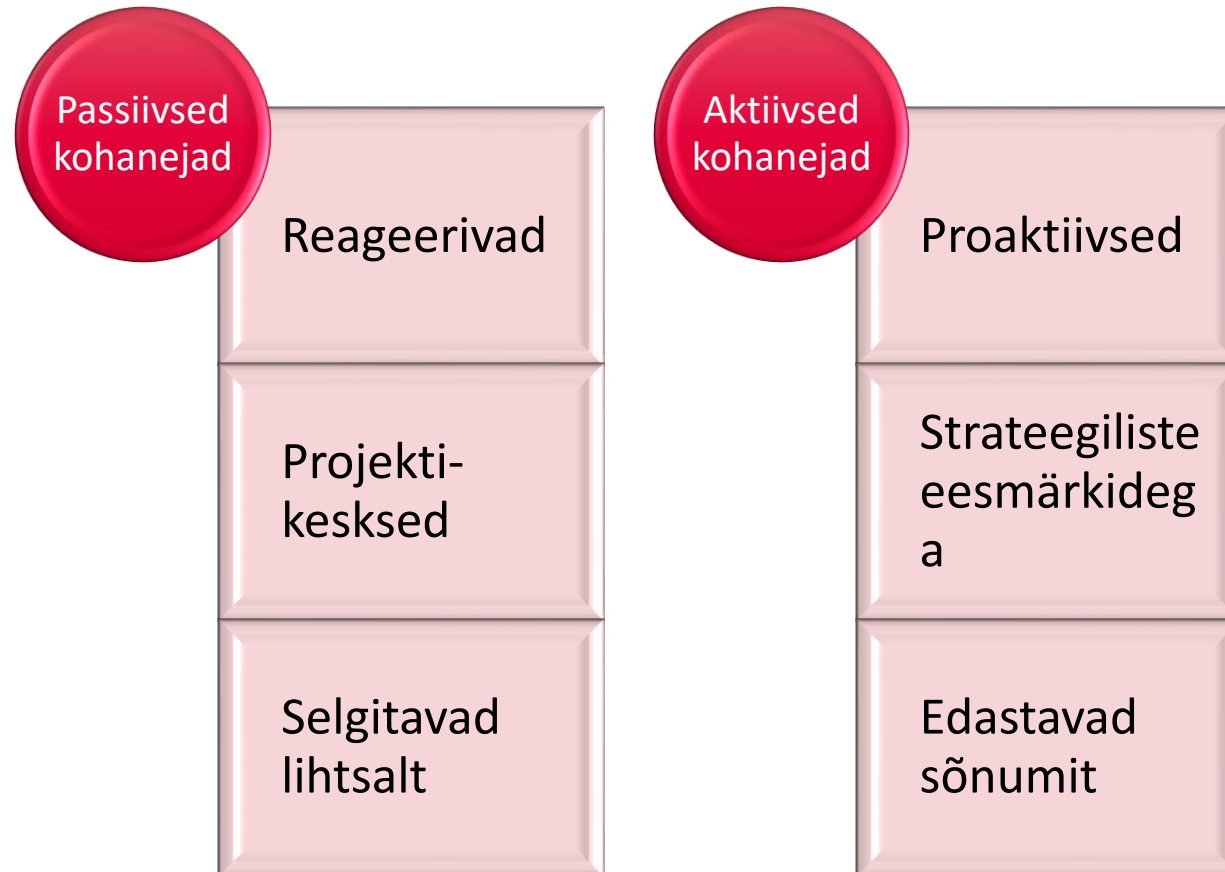 Passiivsed
kohanejad
Reageerivad
Projekti-
kesksed
Selgitavad
lihtsalt
Aktiivsed
kohanejad
Proaktiivsed
Strateegiliste
eesmärkideg
a
Edastavad
sõnumit